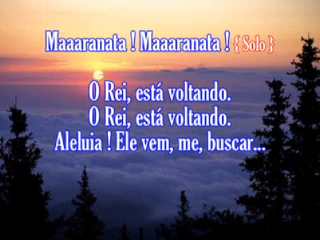 Maaaranata ! Maaaranata ! { Solo }
O Rei, está voltando.
O Rei, está voltando.
Aleluia ! Ele vem, me, buscar...